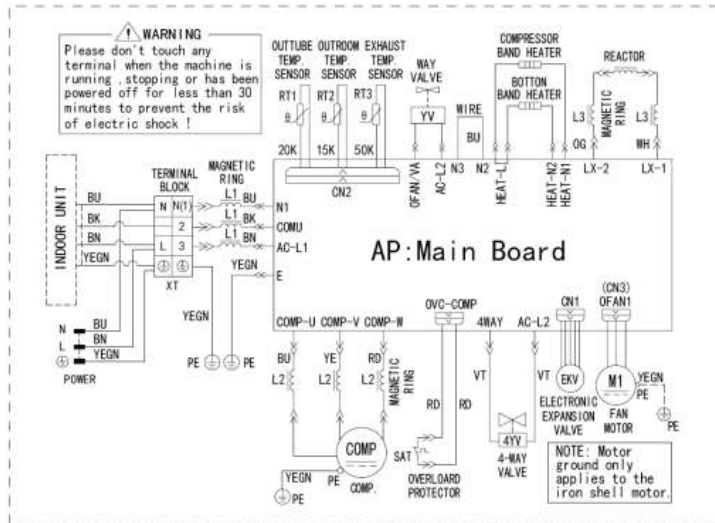 WARNING
Please don't touch any
terminal when the machine is
running ,stopping or has been
powered off for less than 30
minutes to prevent the risk
of electric shock !
OUTTUBE OUTROOM EXHAUST
TEMP. TEMP. TEMP.
SENSOR SENSOR SENSOR
RT1 RT2 RT3
θ θ θ
20K 15K 50K
CN2
WAY
VALVE
YV
OFAN/VA
AC-L2
WIRE
BU
N3 N2
COMPRESSOR
BAND HEATER
BOTTON
BAND HEATER
HEAT-L
HEAT-N2
HEAT-N1
REACTOR
MAGNETIC
RING
L3 L3
OG WH
LX-2 LX-1
INDOOR UNIT
BU
BK
BN
YEGN
TERMINAL
BLOCK
N N(1)
2
L 3
XT
MAGNETIC
RING
L1 BU
L1 BK
L1 BN
N1
COMU
AC-L1
YEGN
E
AP:Main Board
YEGN
PE PE
N BU
L BN
YEGN
POWER
COMP-U COMP-V COMP-W
BU YE RD
L2 L2 L2
MAGNETIC
RING
COMP
YEGN PE COMP.
PE
OVC-COMP
RD RD
SAT
OVERLOARD
PROTECTOR
4WAY AC-L2
VT VT
4YV
4-WAY
VALVE
CN1
EKV
ELECTRONIC
EXPANSION
VALVE
(CN3)
OFAN1
M1
YEGN
PE
FAN
MOTOR
PE
NOTE: Motor
ground only
applies to the
iron shell motor.